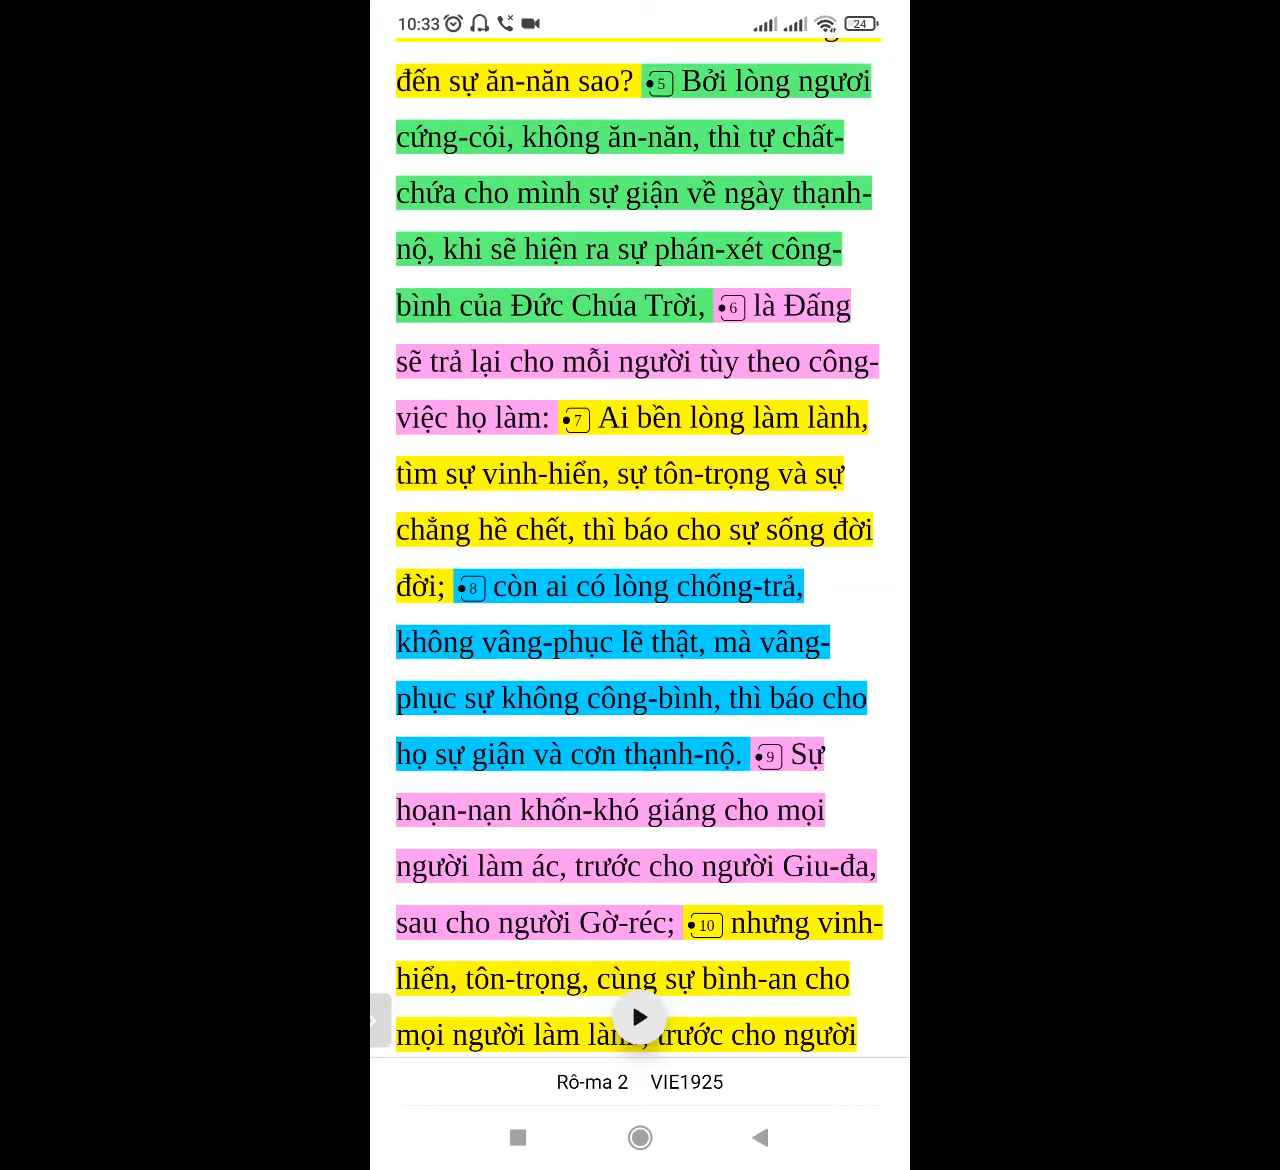 10:33 24
đến sự ăn-năn sao? 5 Bởi lòng ngươi
cứng-cỏi, không ăn-năn, thì tự chất-
chứa cho mình sự giận về ngày thạnh-
nộ, khi sẽ hiện ra sự phán-xét công-
bình của Đức Chúa Trời, 6 là Đấng
sẽ trả lại cho mỗi người tùy theo công-
việc họ làm: 7 Ai bền lòng làm lành,
tìm sự vinh-hiển, sự tôn-trọng và sự
chẳng hề chết, thì báo cho sự sống đời
đời; 8 còn ai có lòng chống-trả,
không vâng-phục lẽ thật, mà vâng-
phục sự không công-bình, thì báo cho
họ sự giận và cơn thạnh-nộ. 9 Sự
hoạn-nạn khốn-khó giáng cho mọi
người làm ác, trước cho người Giu-đa,
sau cho người Gờ-réc; 10 nhưng vinh-
hiển, tôn-trọng, cùng sự bình-an cho
mọi người làm lành, trước cho người
Rô-ma 2 VIE1925